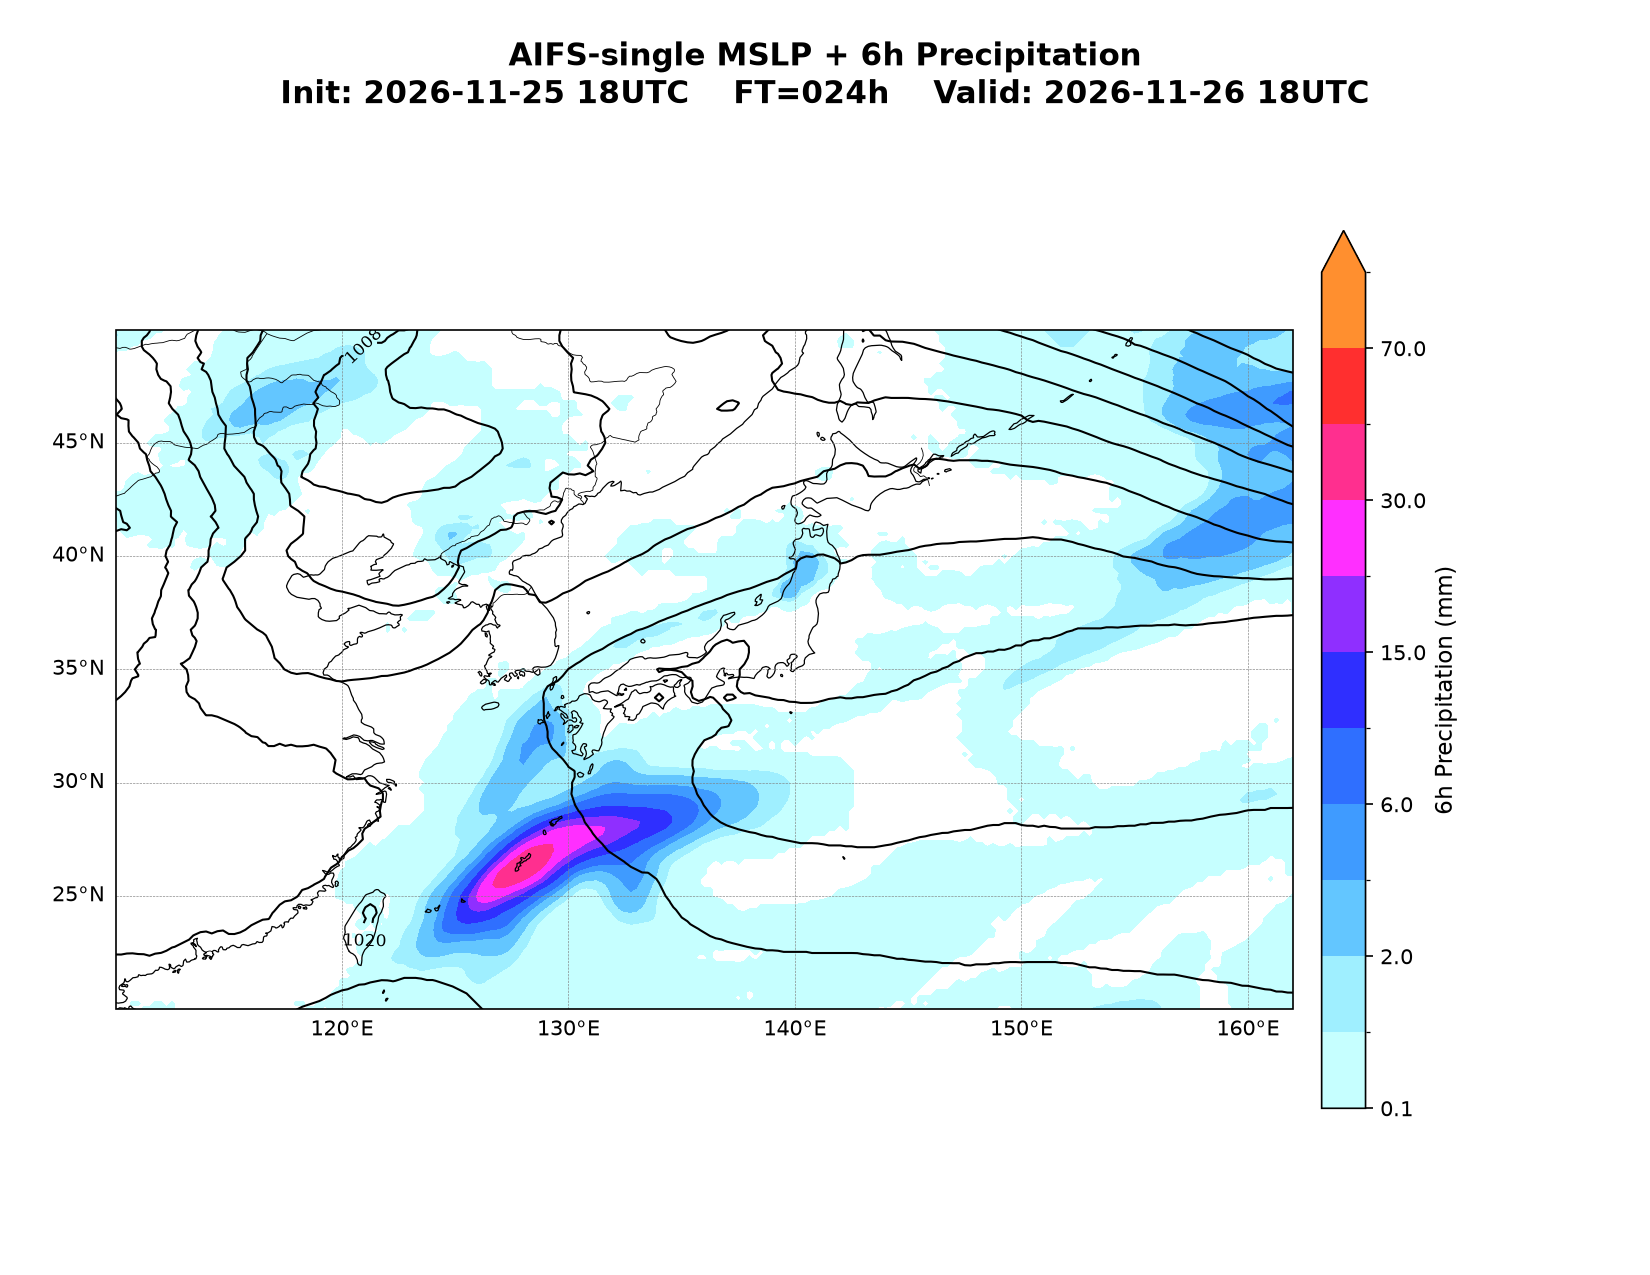 AIFS-single MSLP + 6h Precipitation
Init: 2026-11-25 18UTC    FT=024h    Valid: 2026-11-26 18UTC
1008
1020
45°N
40°N
35°N
30°N
25°N
120°E
130°E
140°E
150°E
160°E
70.0
30.0
15.0
6.0
2.0
0.1
6h Precipitation (mm)